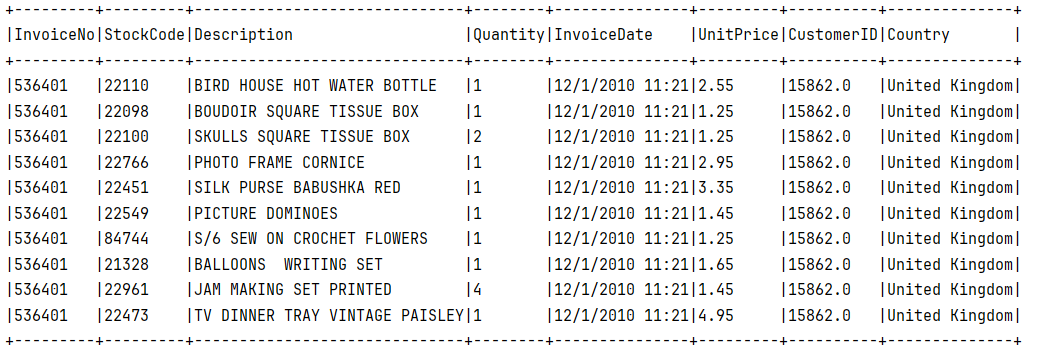 +---------+---------+------------------------------+--------+---------------+---------+----------+--------------+
|InvoiceNo|StockCode|Description                   |Quantity|InvoiceDate    |UnitPrice|CustomerID|Country       |
+---------+---------+------------------------------+--------+---------------+---------+----------+--------------+
|536401   |22110    |BIRD HOUSE HOT WATER BOTTLE   |1       |12/1/2010 11:21|2.55     |15862.0   |United Kingdom|
|536401   |22098    |BOUDOIR SQUARE TISSUE BOX     |1       |12/1/2010 11:21|1.25     |15862.0   |United Kingdom|
|536401   |22100    |SKULLS SQUARE TISSUE BOX      |2       |12/1/2010 11:21|1.25     |15862.0   |United Kingdom|
|536401   |22766    |PHOTO FRAME CORNICE           |1       |12/1/2010 11:21|2.95     |15862.0   |United Kingdom|
|536401   |22451    |SILK PURSE BABUSHKA RED       |1       |12/1/2010 11:21|3.35     |15862.0   |United Kingdom|
|536401   |22549    |PICTURE DOMINOES              |1       |12/1/2010 11:21|1.45     |15862.0   |United Kingdom|
|536401   |84744    |S/6 SEW ON CROCHET FLOWERS    |1       |12/1/2010 11:21|1.25     |15862.0   |United Kingdom|
|536401   |21328    |BALLOONS  WRITING SET         |1       |12/1/2010 11:21|1.65     |15862.0   |United Kingdom|
|536401   |22961    |JAM MAKING SET PRINTED        |4       |12/1/2010 11:21|1.45     |15862.0   |United Kingdom|
|536401   |22473    |TV DINNER TRAY VINTAGE PAISLEY|1       |12/1/2010 11:21|4.95     |15862.0   |United Kingdom|
+---------+---------+------------------------------+--------+---------------+---------+----------+--------------+